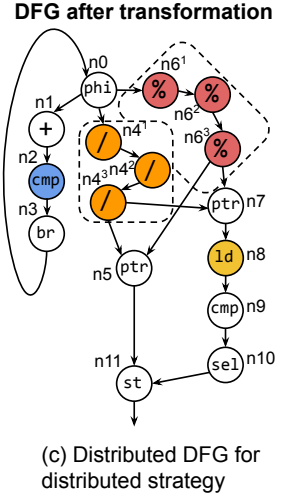 DFG after transformation
n0
phi
n1
+
n2
cmp
n3
br
n4¹
/
n4²
/
n4³
/
n6¹
%
n6²
%
n6³
%
ptr
n7
ptr
n5
ld
n8
cmp
n9
sel
n10
n11
st
(c) Distributed DFG for
distributed strategy